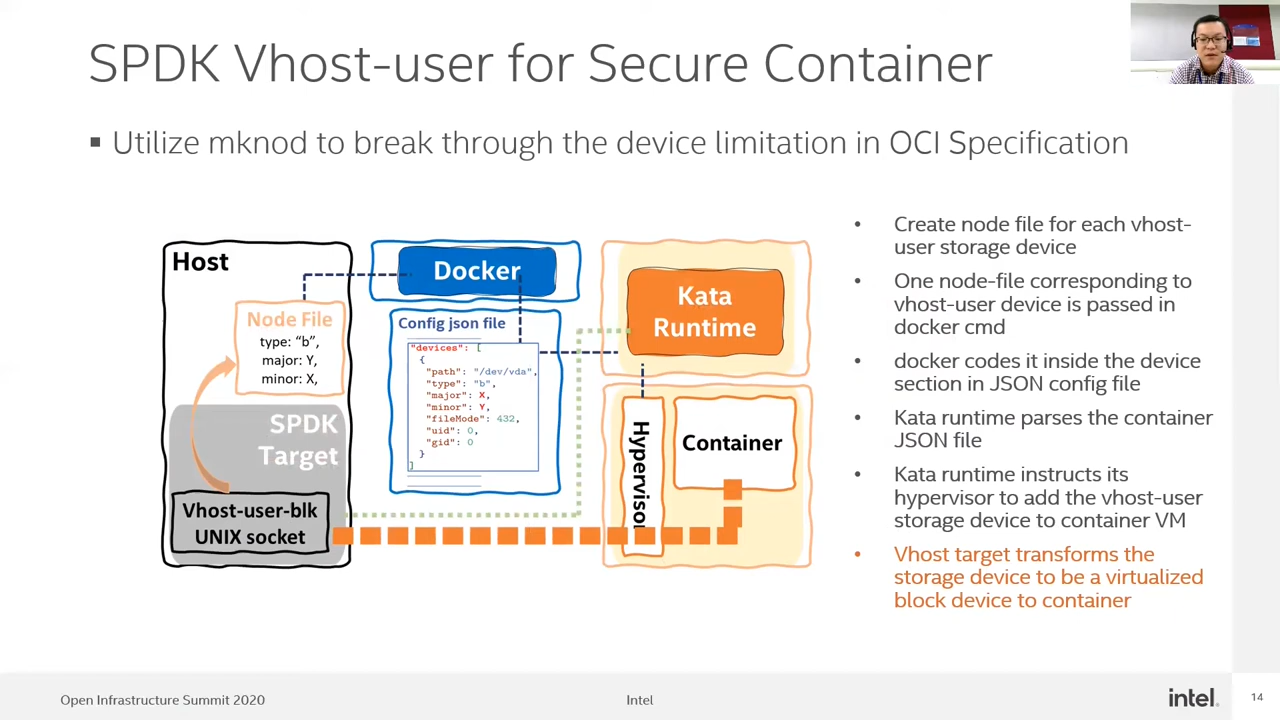 SPDK Vhost-user for Secure Container
▪ Utilize mknod to break through the device limitation in OCI Specification
Host
Node File
type: “b”,
major: Y,
minor: X,
SPDK
Target
Vhost-user-blk
UNIX socket
Docker
Config json file
"devices": [
{
"path": "/dev/vda",
"type": "b",
"major": X,
"minor": Y,
"fileMode": 432,
"uid": 0,
"gid": 0
}
]
Kata
Runtime
Hypervisor
Container
• Create node file for each vhost-
user storage device
• One node-file corresponding to
vhost-user device is passed in
docker cmd
• docker codes it inside the device
section in JSON config file
• Kata runtime parses the container
JSON file
• Kata runtime instructs its
hypervisor to add the vhost-user
storage device to container VM
• Vhost target transforms the
storage device to be a virtualized
block device to container
Open Infrastructure Summit 2020
Intel
intel.
14